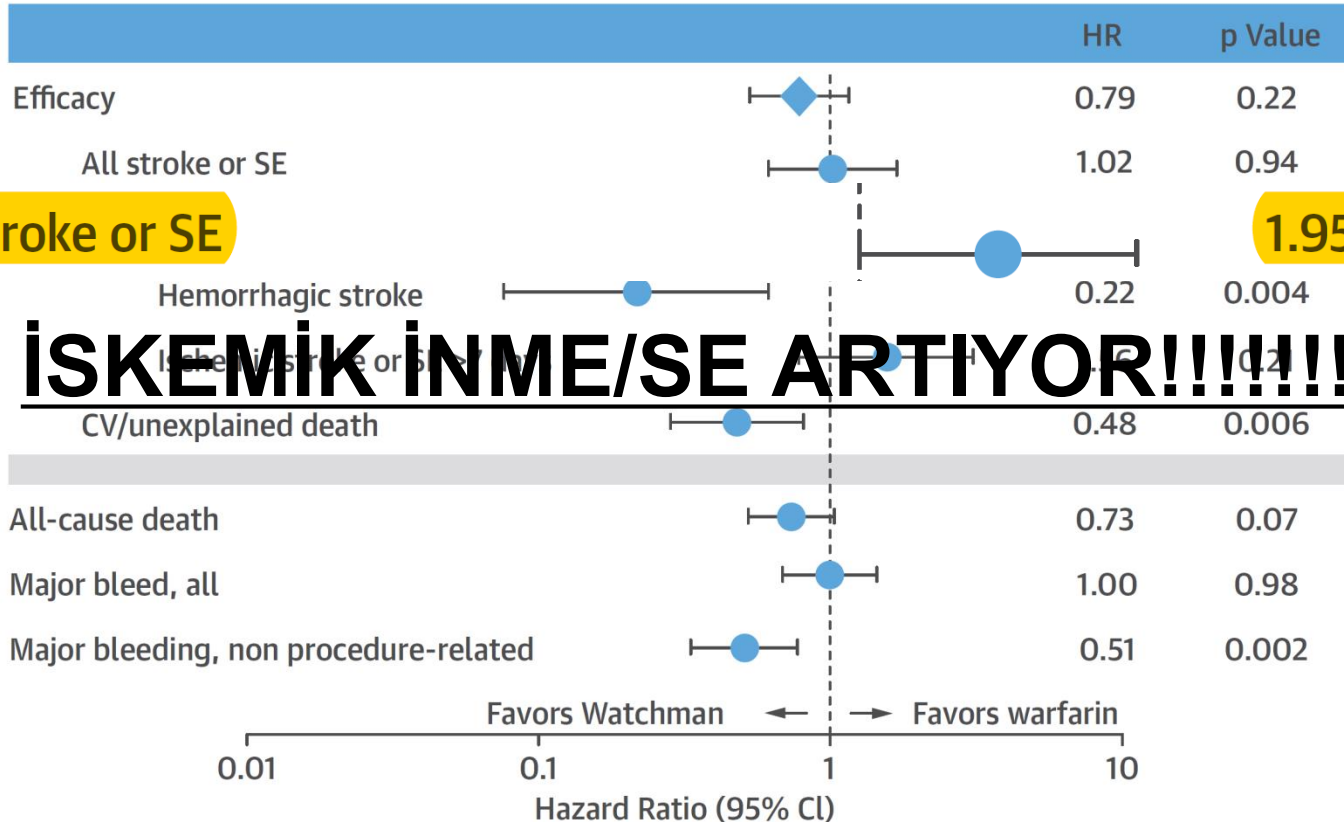 HR p Value
Efficacy 0.79 0.22
All stroke or SE 1.02 0.94
roke or SE 1.95
Hemorrhagic stroke 0.22 0.004
İSKEMİK İNME/SE ARTIYOR!!!!!!!
CV/unexplained death 0.48 0.006
All-cause death 0.73 0.07
Major bleed, all 1.00 0.98
Major bleeding, non procedure-related 0.51 0.002
Favors Watchman Favors warfarin
0.01 0.1 1 10
Hazard Ratio (95% Cl)